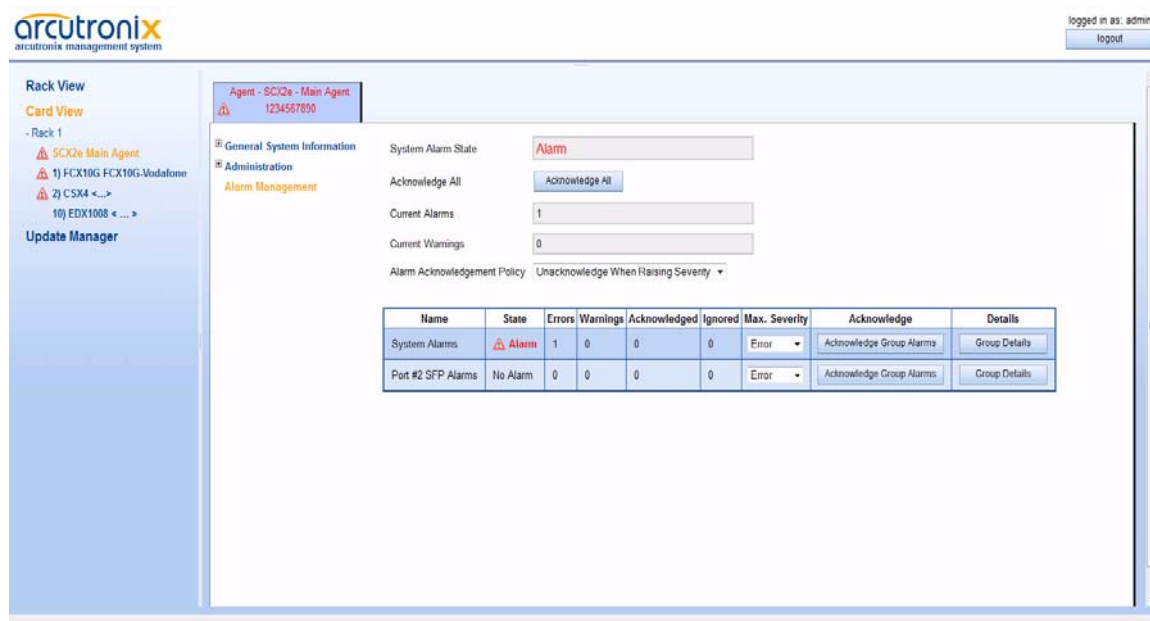 arcutronix
arcutronix management system
logged in as: admin
logout
Rack View
Card View
- Rack 1
SCX2e Main Agent
1) FCX10G FCX10G-Vodafone
2) CSX4 <...>
10) EDX1008 < ... >
Update Manager
Agent - SCX2e - Main Agent
1234567890
General System Information
Administration
Alarm Management
System Alarm State Alarm
Acknowledge All Acknowledge All
Current Alarms 1
Current Warnings 0
Alarm Acknowledgement Policy Unacknowledge When Raising Severity
Name State Errors Warnings Acknowledged Ignored Max. Severity Acknowledge Details
System Alarms Alarm 1 0 0 0 Error Acknowledge Group Alarms Group Details
Port #2 SFP Alarms No Alarm 0 0 0 0 Error Acknowledge Group Alarms Group Details